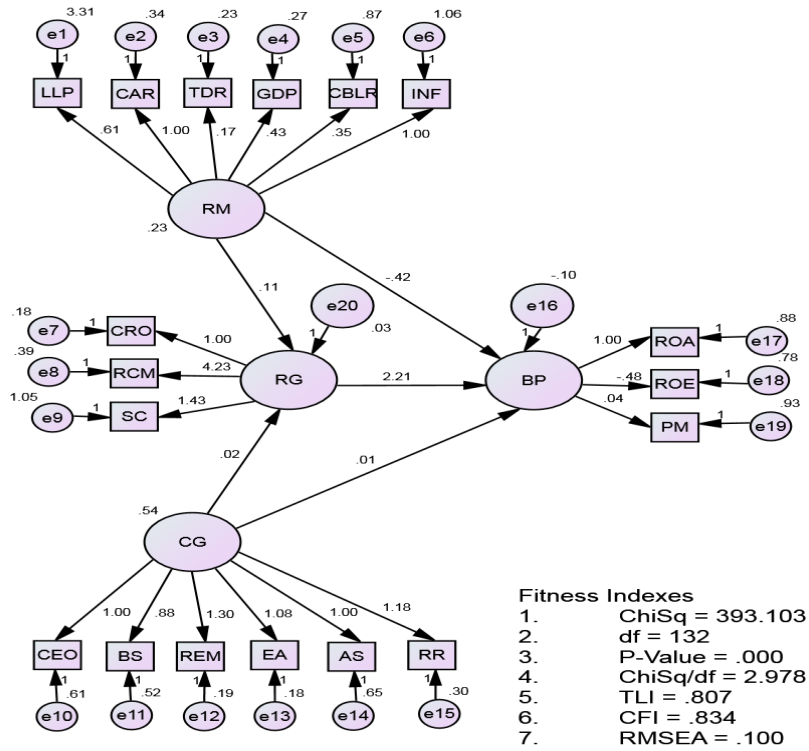 3.31 .34 .23 .27 .87 1.06
e1 e2 e3 e4 e5 e6
1 1 1 1 1 1
LLP CAR TDR GDP CBLR INF
.61 1.00 .17 .43 .35 1.00
RM
.23
.11 -.42
.18 e20 -.10
e7 1 CRO 1 .03 e16
.39 1.00 1 .88
e8 1 RCM 4.23 RG 2.21 BP 1.00 ROA 1 e17
1.05 .78
e9 1 SC 1.43 -.48 ROE 1 e18
.93
.04 PM 1 e19
.02 .01
.54
CG
1.00 .88 1.30 1.08 1.00 1.18
CEO BS REM EA AS RR
1 1 1 1 1 1
.61 .52 .19 .18 .65 .30
e10 e11 e12 e13 e14 e15
Fitness Indexes
1. ChiSq = 393.103
2. df = 132
3. P-Value = .000
4. ChiSq/df = 2.978
5. TLI = .807
6. CFI = .834
7. RMSEA = .100